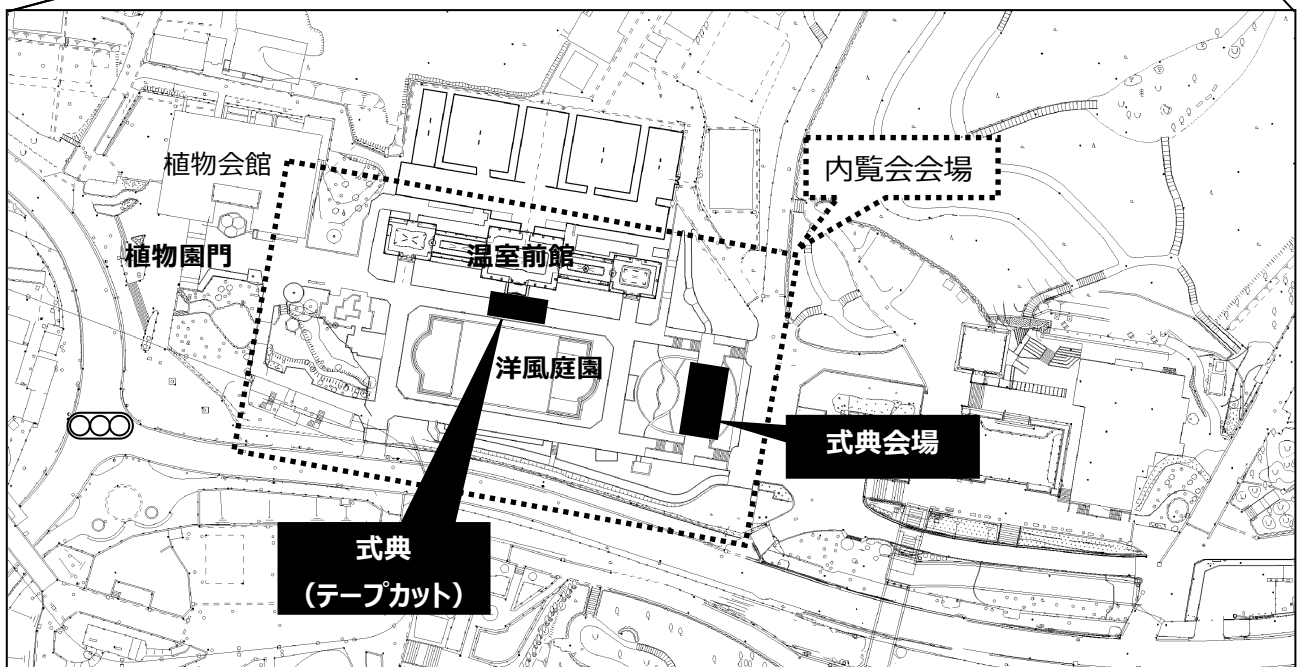 植物会館
内覧会会場
植物園門
温室前館
洋風庭園
式典会場
式典
（テープカット）